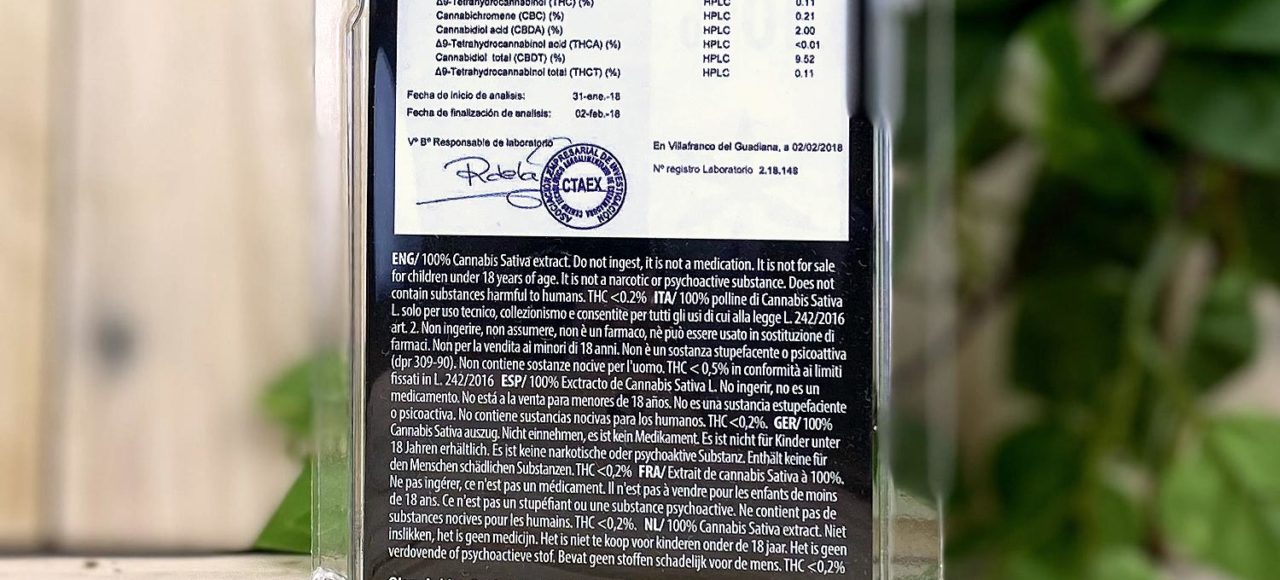 Δ9-Tetrahydrocannabinol (THC) (%) HPLC 0.11
Cannabichromene (CBC) (%) HPLC 0.21
Cannabidiol acid (CBDA) (%) HPLC 2.00
Δ9-Tetrahydrocannabinol acid (THCA) (%) HPLC <0.01
Cannabidiol total (CBDT) (%) HPLC 9.52
Δ9-Tetrahydrocannabinol total (THCT) (%) HPLC 0.11
Fecha de inicio de analisis: 31-ene.-18
Fecha de finalización de analisis: 02-feb.-18
Vº Bº Responsable de laboratorio
En Villafranco del Guadiana, a 02/02/2018
Nº registro Laboratorio 2.18.148
ASOCIACIÓN EMPRESARIAL DE INVESTIGACIÓN
CTAEX
ENG/ 100% Cannabis Sativa extract. Do not ingest, it is not a medication. It is not for sale
for children under 18 years of age. It is not a narcotic or psychoactive substance. Does not
contain substances harmful to humans. THC <0.2% ITA/ 100% polline di Cannabis Sativa
L. solo per uso tecnico, collezionismo e consentite per tutti gli usi di cui alla legge L. 242/2016
art. 2. Non ingerire, non assumere, non è un farmaco, nè può essere usato in sostituzione di
farmaci. Non per la vendita ai minori di 18 anni. Non è un sostanza stupefacente o psicoattiva
(dpr 309-90). Non contiene sostanze nocive per l'uomo. THC < 0,5% in conformità ai limiti
fissati in L. 242/2016 ESP/ 100% Exctracto de Cannabis Sativa L. No ingerir, no es un
medicamento. No está a la venta para menores de 18 años. No es una sustancia estupefaciente
o psicoactiva. No contiene sustancias nocivas para los humanos. THC <0,2%. GER/ 100%
Cannabis Sativa auszug. Nicht einnehmen, es ist kein Medikament. Es ist nicht für Kinder unter
18 Jahren erhältlich. Es ist keine narkotische oder psychoaktive Substanz. Enthält keine für
den Menschen schädlichen Substanzen. THC <0,2% FRA/ Extrait de cannabis Sativa à 100%.
Ne pas ingérer, ce n'est pas un médicament. Il n'est pas à vendre pour les enfants de moins
de 18 ans. Ce n'est pas un stupéfiant ou une substance psychoactive. Ne contient pas de
substances nocives pour les humains. THC <0,2%. NL/ 100% Cannabis Sativa extract. Niet
inslikken, het is geen medicijn. Het is niet te koop voor kinderen onder de 18 jaar. Het is geen
verdovende of psychoactieve stof. Bevat geen stoffen schadelijk voor de mens. THC <0,2%